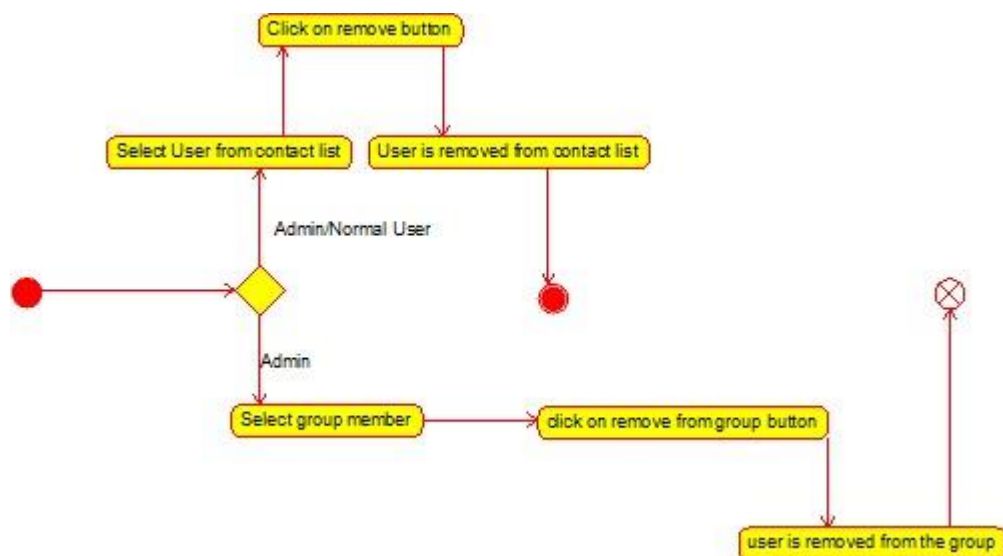 Click on remove button
Select User from contact list
User is removed from contact list
Admin/Normal User
Admin
Select group member
click on remove from group button
user is removed from the group